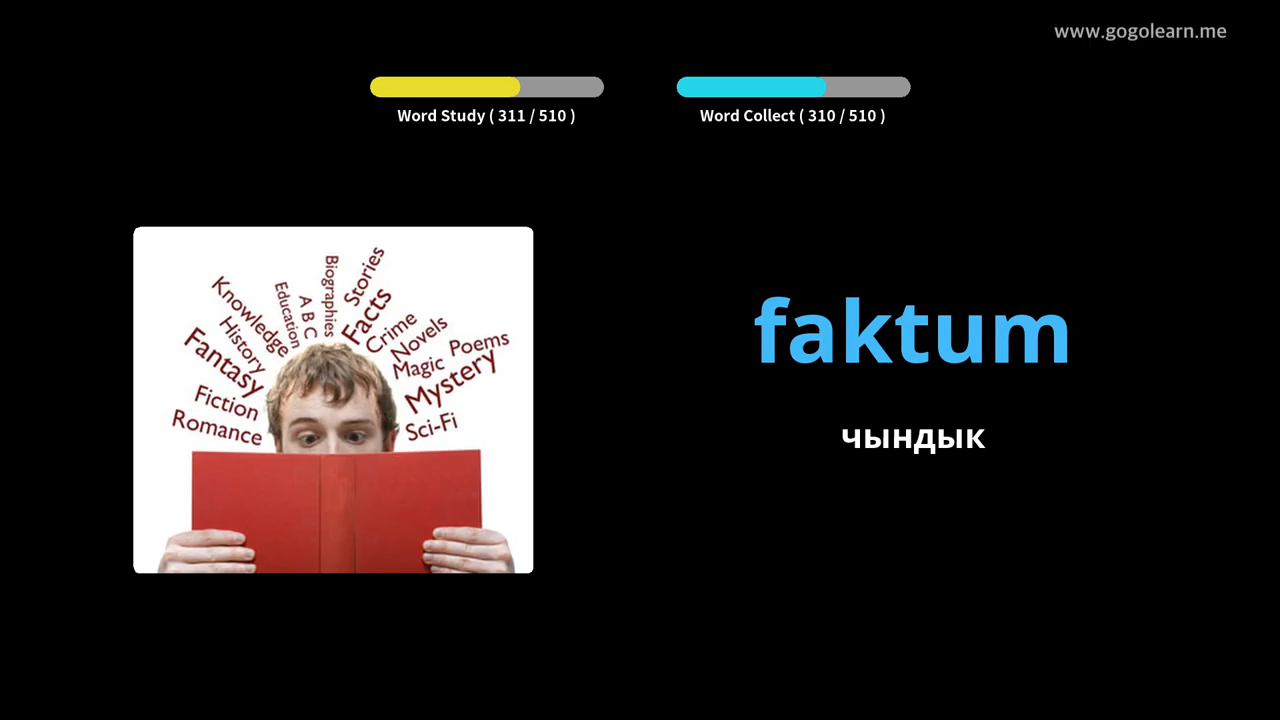 www.gogolearn.me
Word Study ( 311 / 510 )
Word Collect ( 310 / 510 )
Knowledge
Education
A B C
Biographies
Stories
Facts
Crime
Novels
Poems
Magic
Mystery
Sci-Fi
History
Fantasy
Fiction
Romance
faktum
чындык